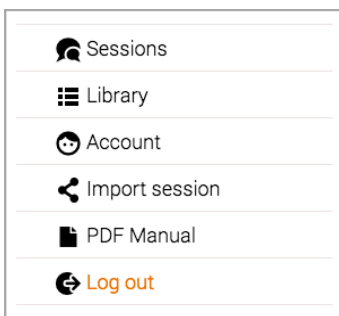 Sessions
Library
Account
Import session
PDF Manual
Log out